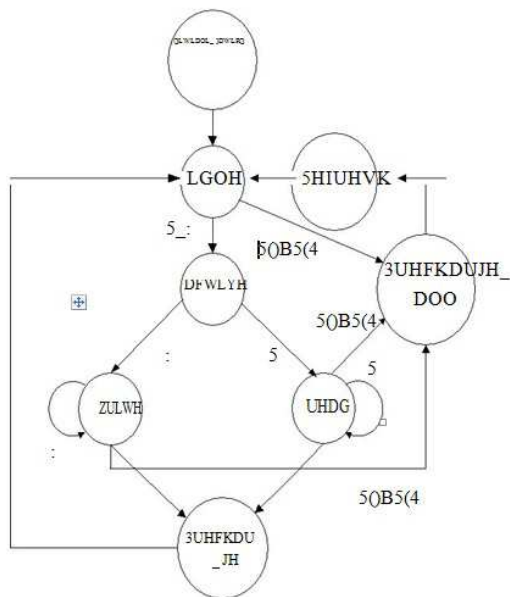 LGOH
5HIUHVK
5_:
5()B5(4
3UHFKDUJH_
DOO
DFWLYH
5()B5(4
:
5
5
ZULWH
UHDG
:
5()B5(4
3UHFKDU
_JH